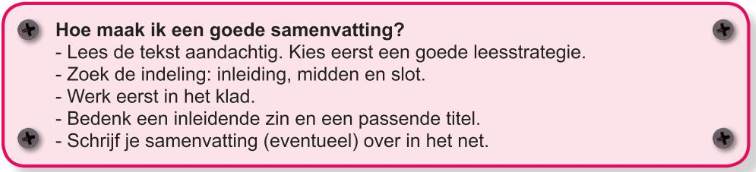 Hoe maak ik een goede samenvatting?
- Lees de tekst aandachtig. Kies eerst een goede leesstrategie.
- Zoek de indeling: inleiding, midden en slot.
- Werk eerst in het klad.
- Bedenk een inleidende zin en een passende titel.
- Schrijf je samenvatting (eventueel) over in het net.